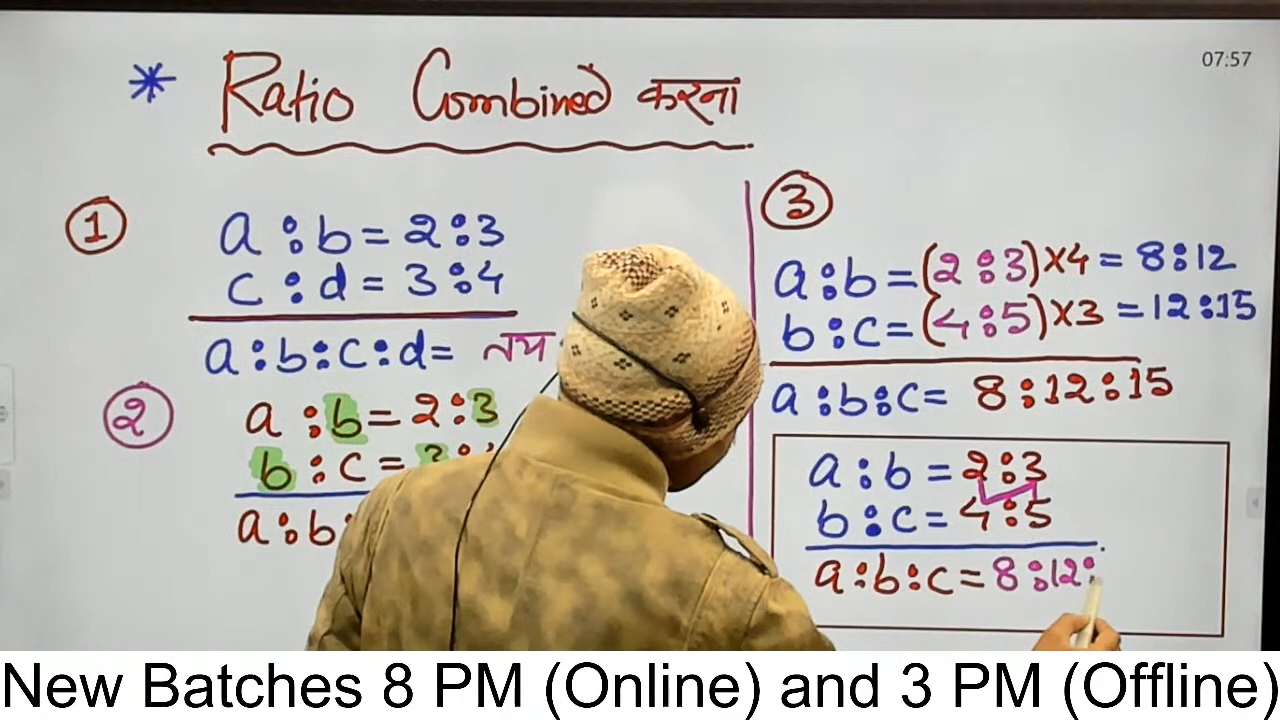 07:57
* Ratio Combined करना
①
a : b = 2 : 3
c : d = 3 : 4
a : b : c : d =
②
a : b = 2 : 3
b : c = 3 :
a : b :
③
a : b = (2 : 3) × 4 = 8 : 12
b : c = (4 : 5) × 3 = 12 : 15
a : b : c = 8 : 12 : 15
a : b = 2 : 3
b : c = 4 : 5
a : b : c = 8 : 12 :
New Batches 8 PM (Online) and 3 PM (Offline)